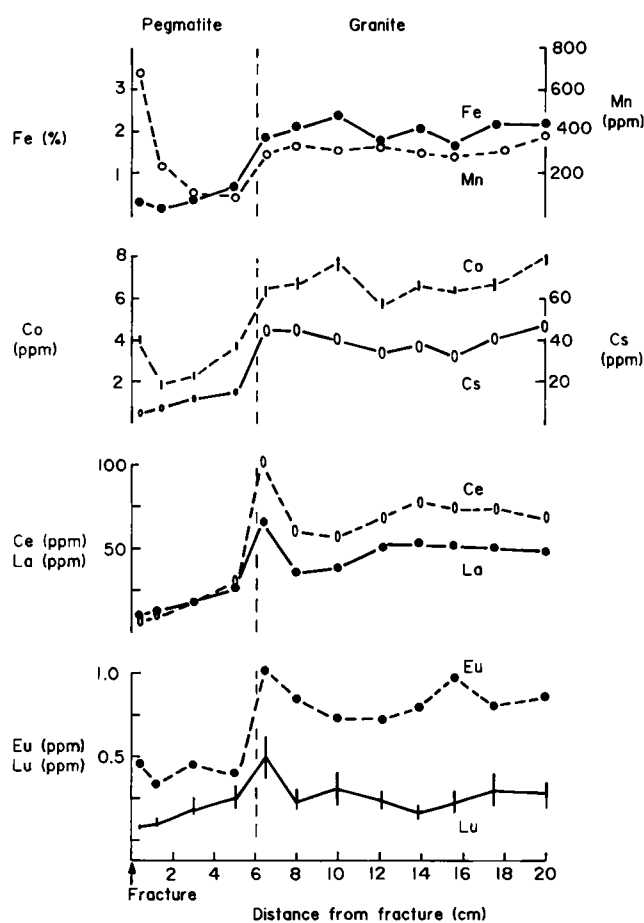 Pegmatite Granite
3
2
1
Fe (%)
800
600
400
200
Mn
(ppm)
Fe
Mn
8
6
4
2
Co
(ppm)
60
40
20
Cs
(ppm)
Co
Cs
100
50
Ce (ppm)
La (ppm)
Ce
La
1.0
0.5
Eu (ppm)
Lu (ppm)
Eu
Lu
2 4 6 8 10 12 14 16 18 20
Fracture
Distance from fracture (cm)